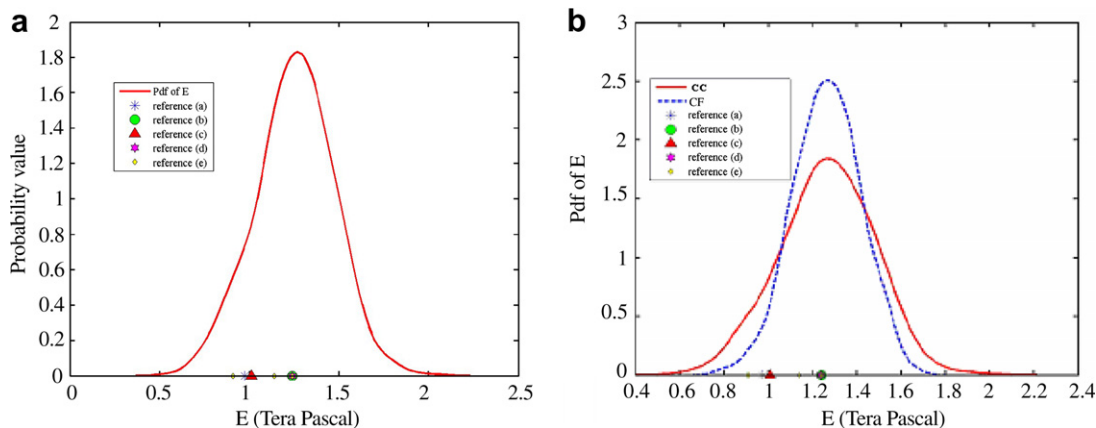 a
2
1.8
1.6
1.4
1.2
1
0.8
0.6
0.4
0.2
0
Probability value
Pdf of E
reference (a)
reference (b)
reference (c)
reference (d)
reference (e)
0 0.5 1 1.5 2 2.5
E (Tera Pascal)
b
3
2.5
2
1.5
1
0.5
0
Pdf of E
CC
CF
reference (a)
reference (b)
reference (c)
reference (d)
reference (e)
0.4 0.6 0.8 1 1.2 1.4 1.6 1.8 2 2.2 2.4
E (Tera Pascal)